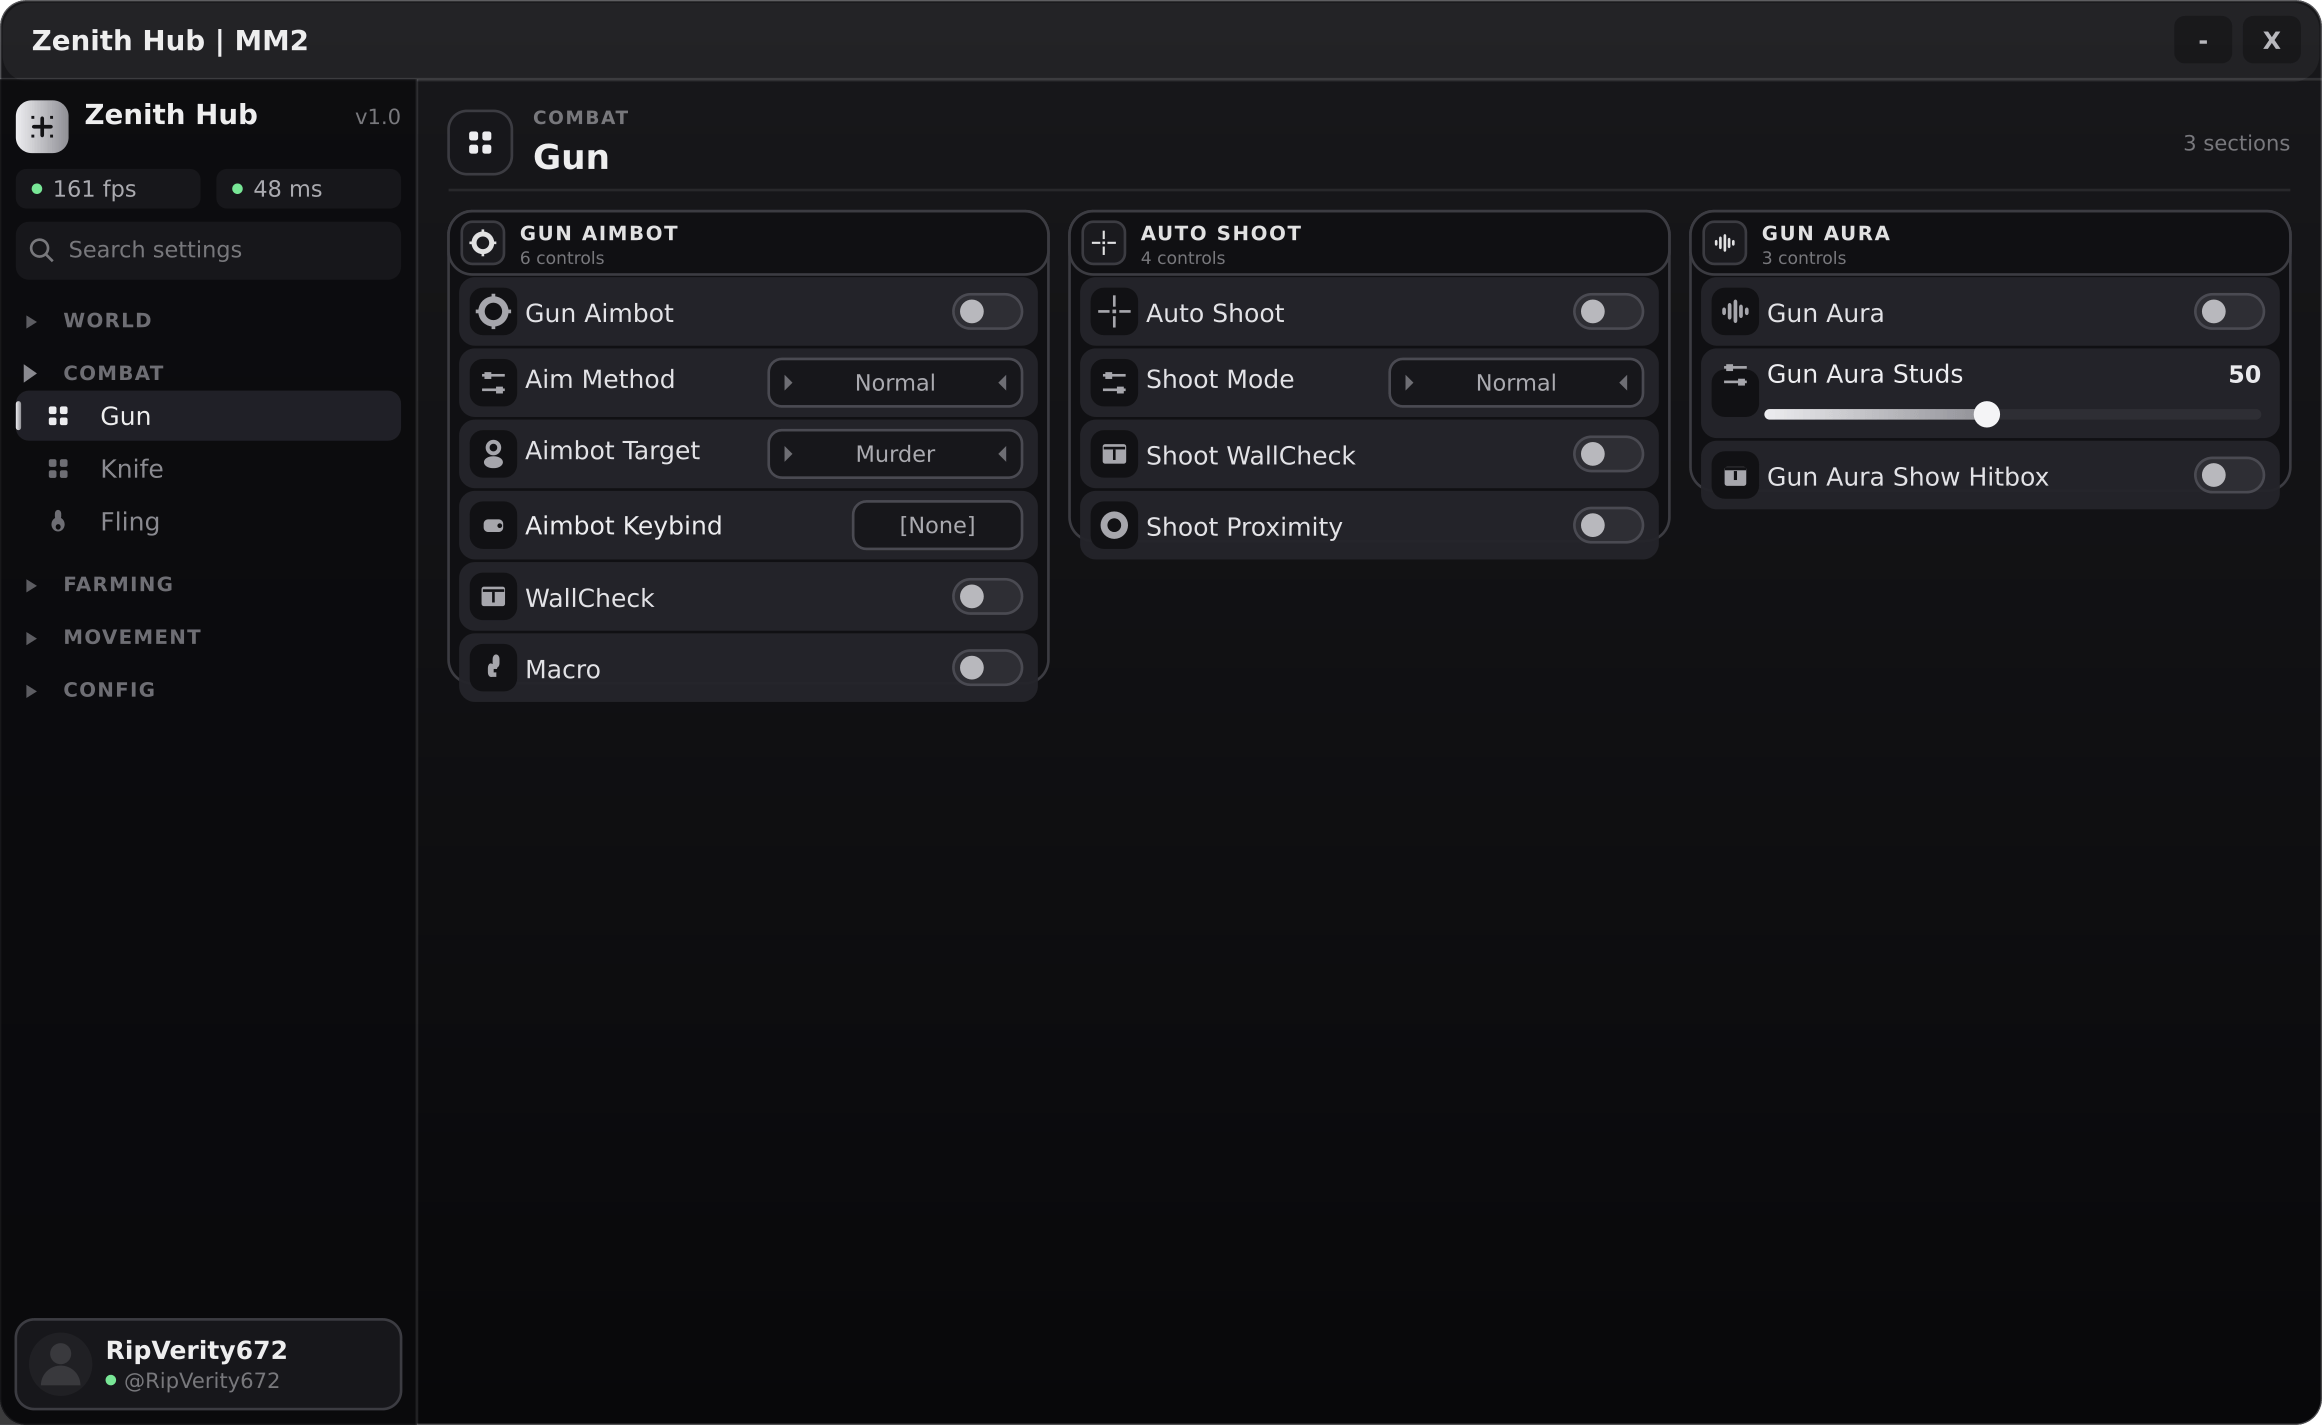 Zenith Hub | MM2
-
X
Zenith Hub
v1.0
161 fps
48 ms
Search settings
WORLD
COMBAT
Gun
Knife
Fling
FARMING
MOVEMENT
CONFIG
RipVerity672
@RipVerity672
COMBAT
Gun
3 sections
GUN AIMBOT
6 controls
Gun Aimbot
Aim Method
Normal
Aimbot Target
Murder
Aimbot Keybind
[None]
WallCheck
Macro
AUTO SHOOT
4 controls
Auto Shoot
Shoot Mode
Normal
Shoot WallCheck
Shoot Proximity
GUN AURA
3 controls
Gun Aura
Gun Aura Studs
50
Gun Aura Show Hitbox